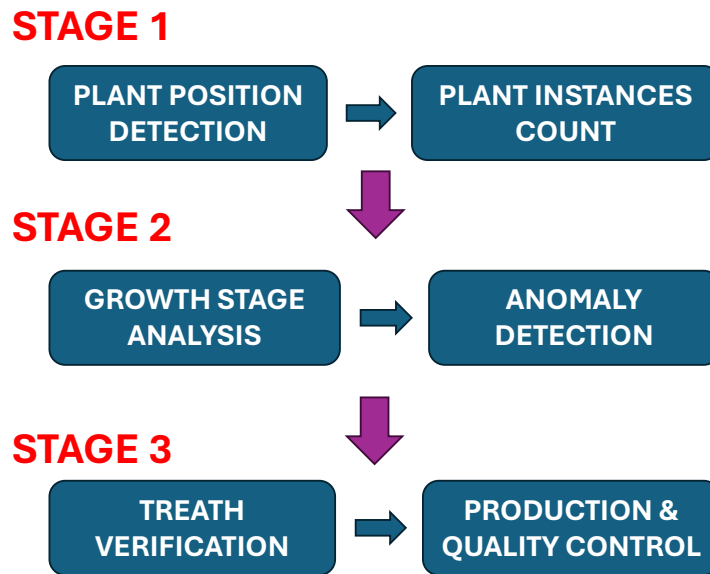 STAGE 1
PLANT POSITION
DETECTION
PLANT INSTANCES
COUNT
STAGE 2
GROWTH STAGE
ANALYSIS
ANOMALY
DETECTION
STAGE 3
TREATH
VERIFICATION
PRODUCTION &
QUALITY CONTROL